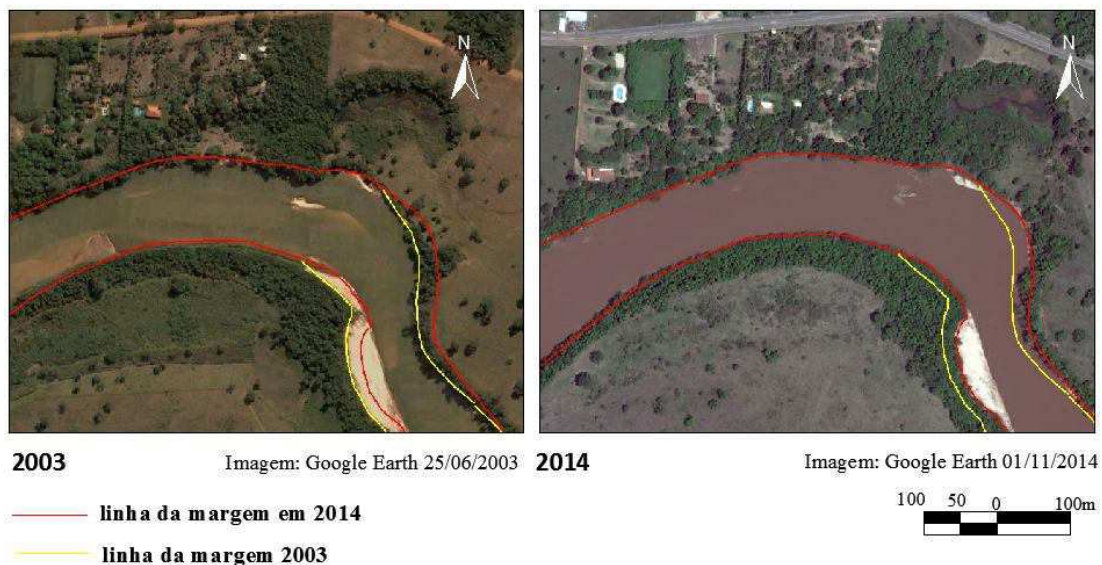 N
N
2003 Imagem: Google Earth 25/06/2003
2014 Imagem: Google Earth 01/11/2014
linha da margem em 2014
linha da margem 2003
100 50 0 100m